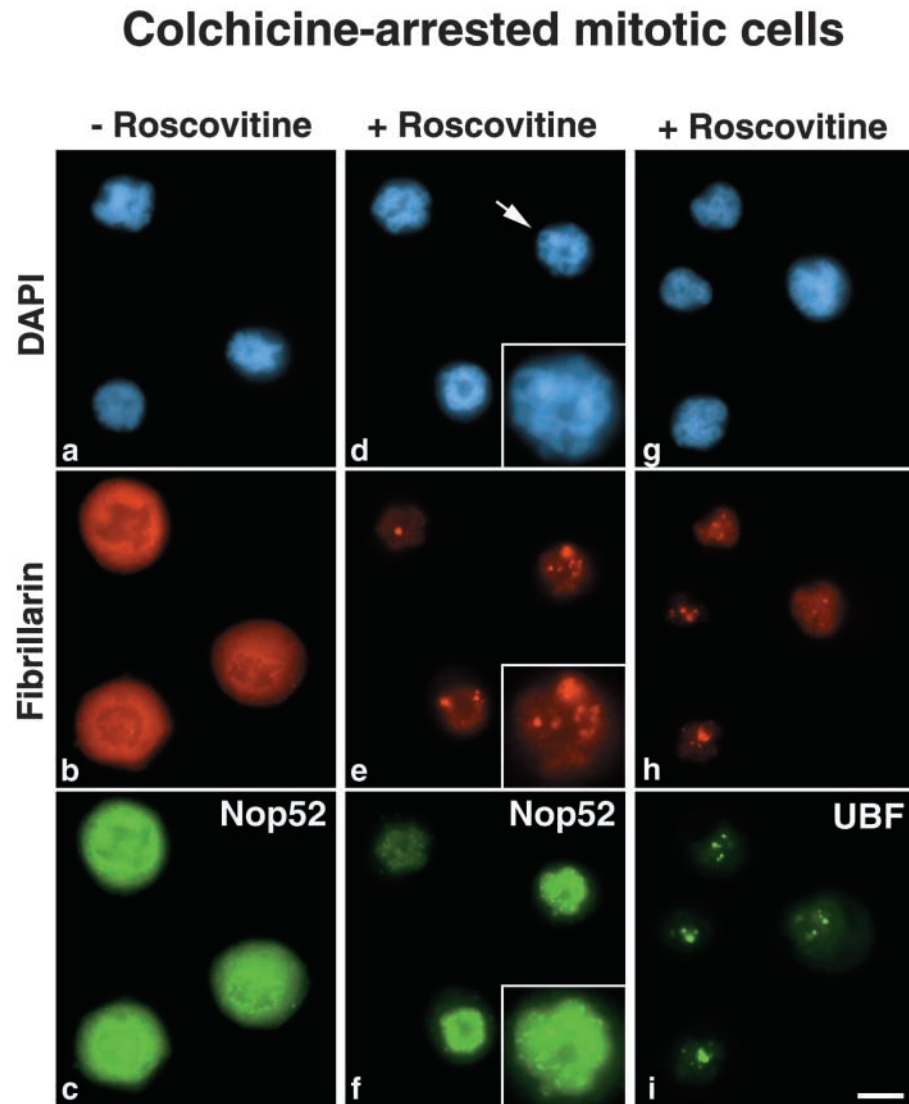 Colchicine-arrested mitotic cells
- Roscovitine
+ Roscovitine
+ Roscovitine
DAPI
a
d
g
Fibrillarin
b
e
h
Nop52
Nop52
UBF
c
f
i